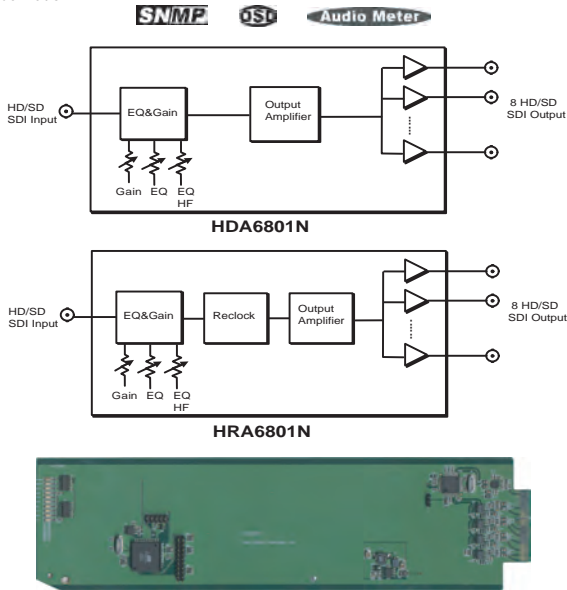 SNMP OSD Audio Meter
HD/SD
SDI Input
EQ&Gain
Output
Amplifier
8 HD/SD
SDI Output
Gain EQ EQ
HF
HDA6801N
HD/SD
SDI Input
EQ&Gain
Reclock
Output
Amplifier
8 HD/SD
SDI Output
Gain EQ EQ
HF
HRA6801N